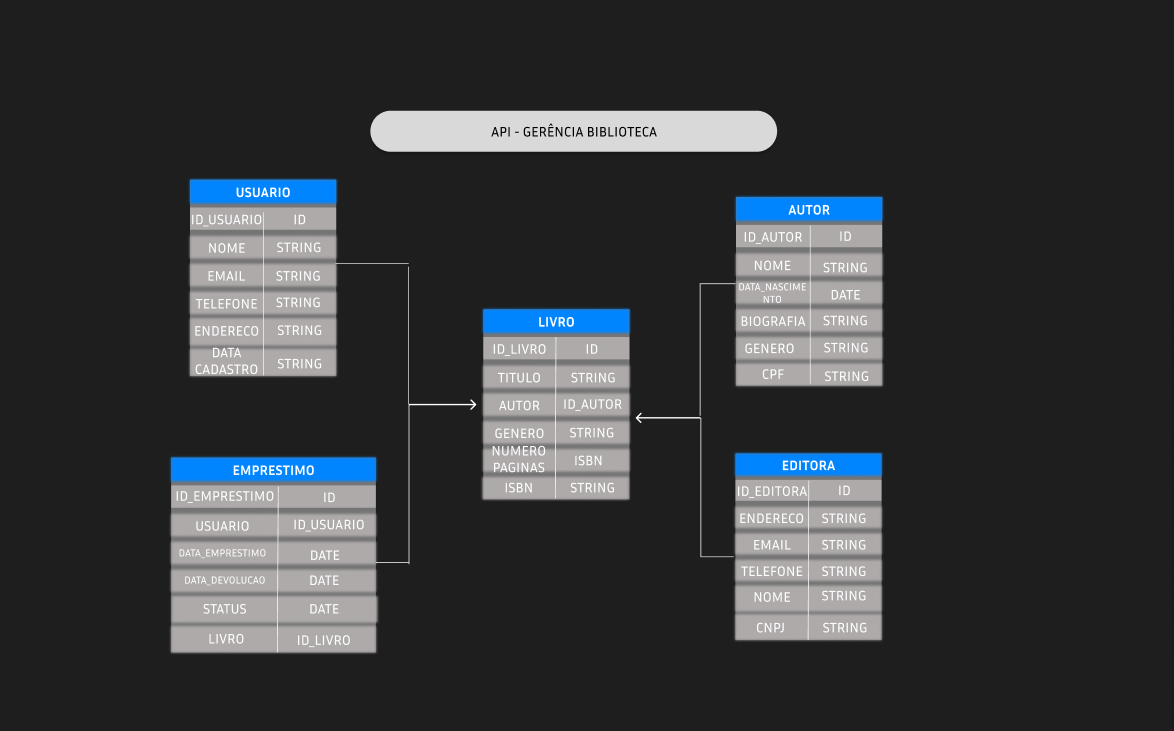 API - GERÊNCIA BIBLIOTECA
USUARIO
ID_USUARIO ID
NOME STRING
EMAIL STRING
TELEFONE STRING
ENDERECO STRING
DATA
CADASTRO STRING
EMPRESTIMO
ID_EMPRESTIMO ID
USUARIO ID_USUARIO
DATA_EMPRESTIMO DATE
DATA_DEVOLUCAO DATE
STATUS DATE
LIVRO ID_LIVRO
LIVRO
ID_LIVRO ID
TITULO STRING
AUTOR ID_AUTOR
GENERO STRING
NUMERO
PAGINAS ISBN
ISBN STRING
AUTOR
ID_AUTOR ID
NOME STRING
DATA_NASCIME
NTO DATE
BIOGRAFIA STRING
GENERO STRING
CPF STRING
EDITORA
ID_EDITORA ID
ENDERECO STRING
EMAIL STRING
TELEFONE STRING
NOME STRING
CNPJ STRING